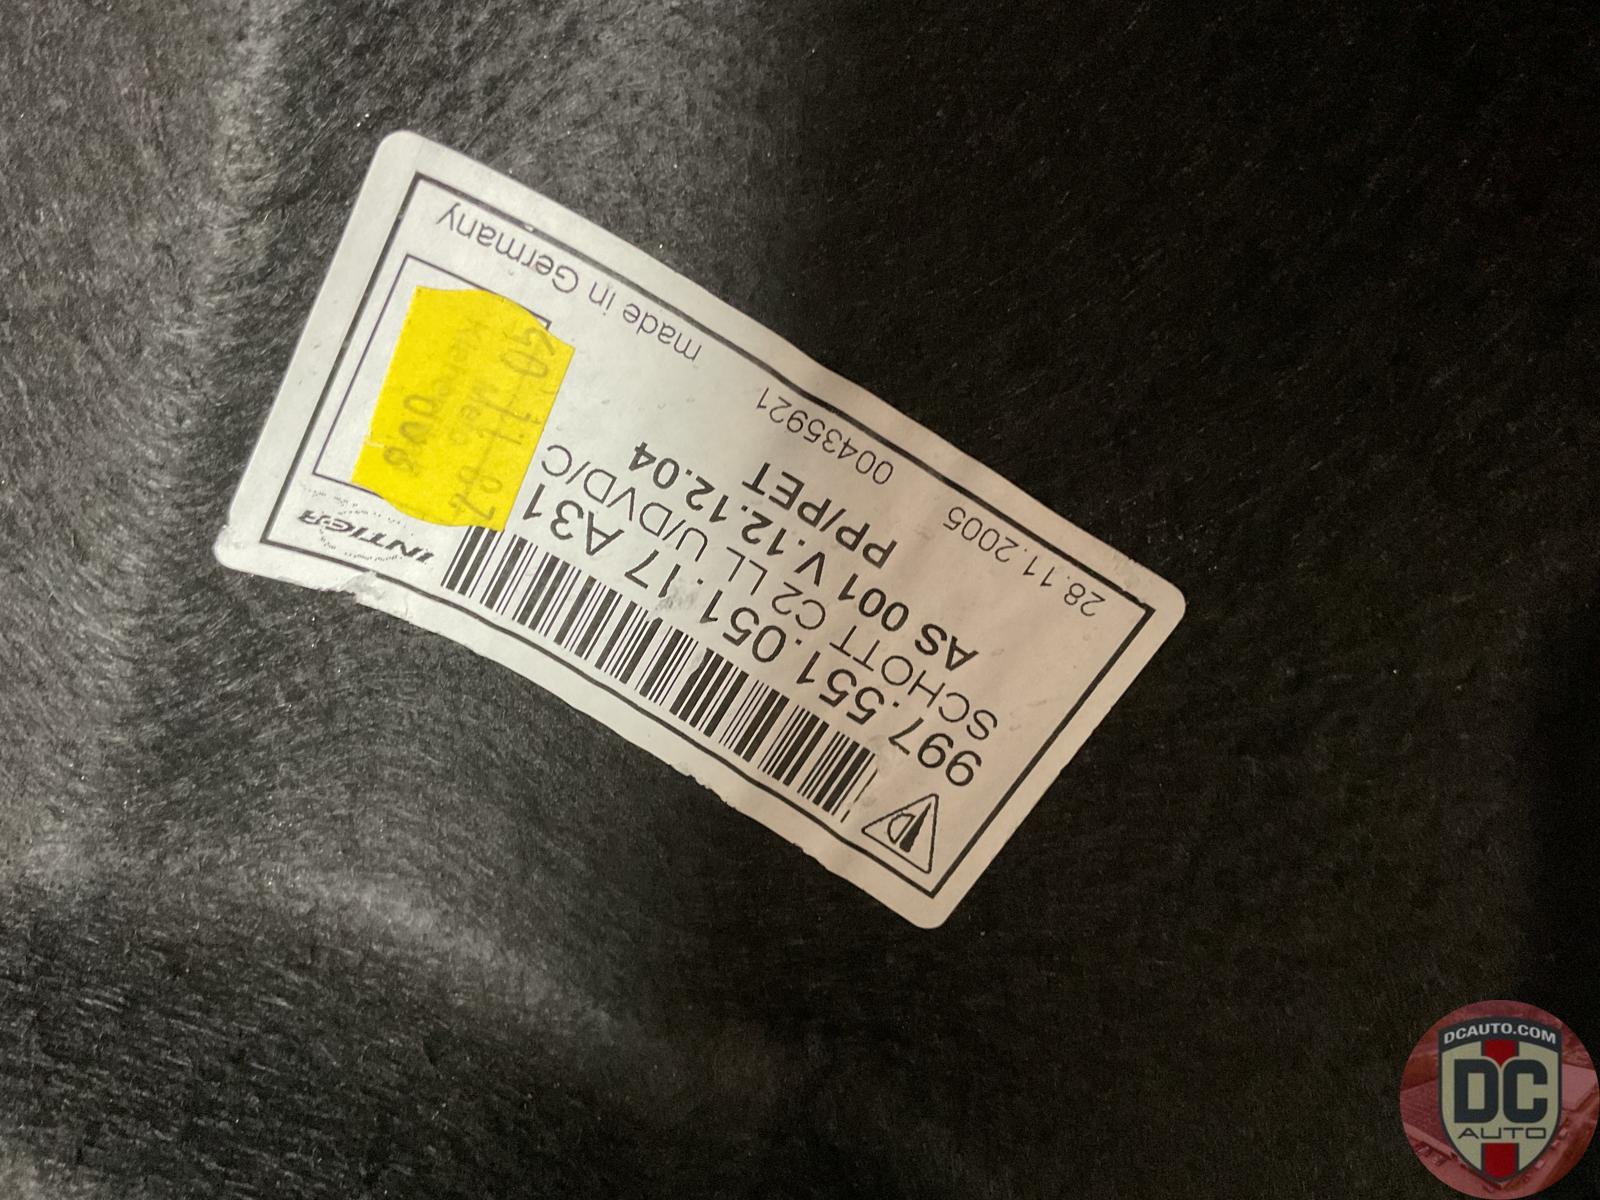 INTIER
997.551.051.17 A31
SCHOTT C2 LL U/DVD/C
AS 001 V.12.12.04
PP/PET
28.11.2005
00435921
made in Germany
DCAUTO.COM
DC
AUTO